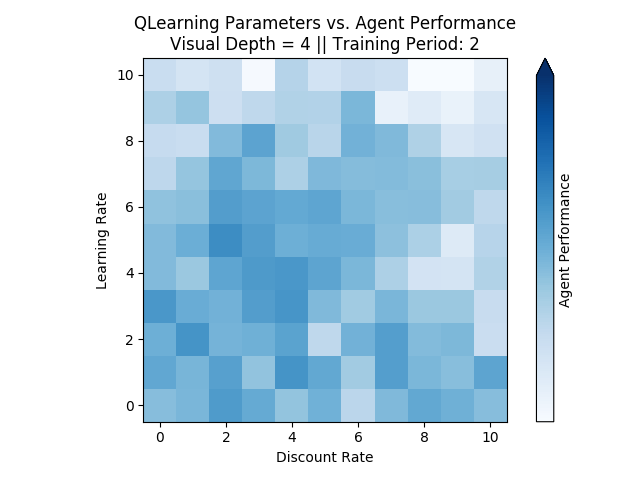 QLearning Parameters vs. Agent Performance
Visual Depth = 4 || Training Period: 2
10
8
6
4
2
0
Learning Rate
0 2 4 6 8 10
Discount Rate
Agent Performance